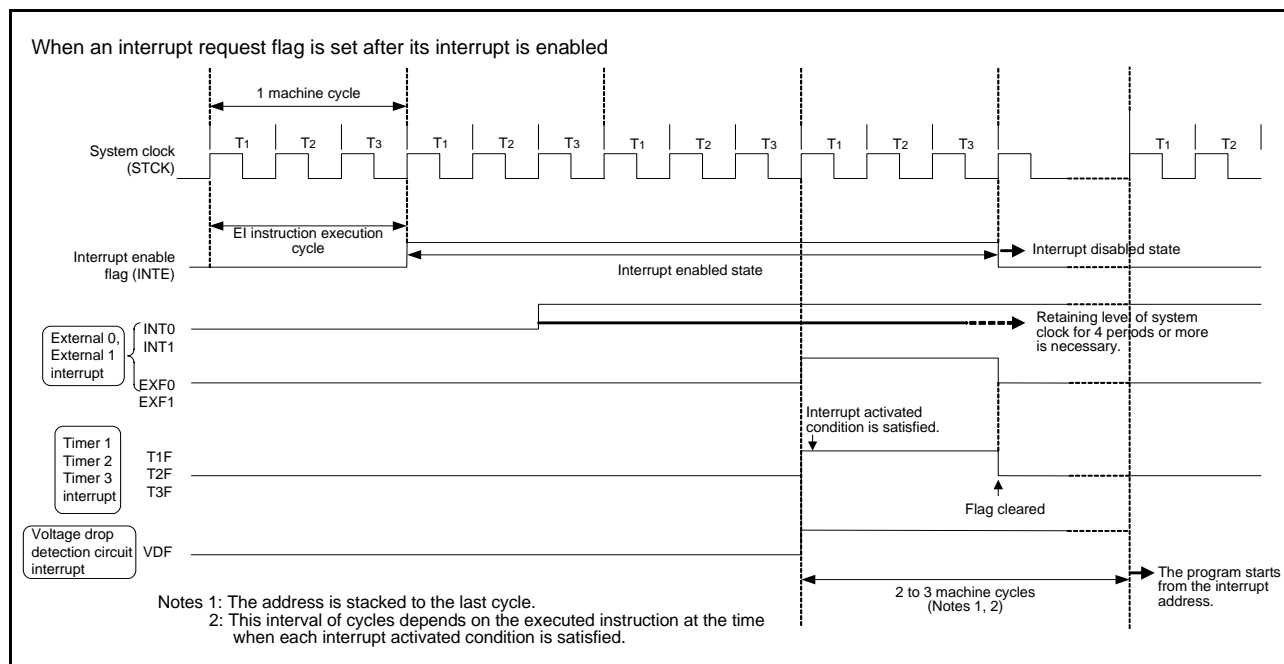 When an interrupt request flag is set after its interrupt is enabled
1 machine cycle
T1 T2 T3 T1 T2 T3 T1 T2 T3 T1 T2 T3 T1 T2
System clock
(STCK)
EI instruction execution
cycle
Interrupt enable
flag (INTE)
Interrupt enabled state
Interrupt disabled state
External 0,
External 1
interrupt
INT0
INT1
Retaining level of system
clock for 4 periods or more
is necessary.
EXF0
EXF1
Interrupt activated
condition is satisfied.
Timer 1
Timer 2
Timer 3
interrupt
T1F
T2F
T3F
Flag cleared
Voltage drop
detection circuit
interrupt
VDF
2 to 3 machine cycles
(Notes 1, 2)
The program starts
from the interrupt
address.
Notes 1: The address is stacked to the last cycle.
2: This interval of cycles depends on the executed instruction at the time
when each interrupt activated condition is satisfied.